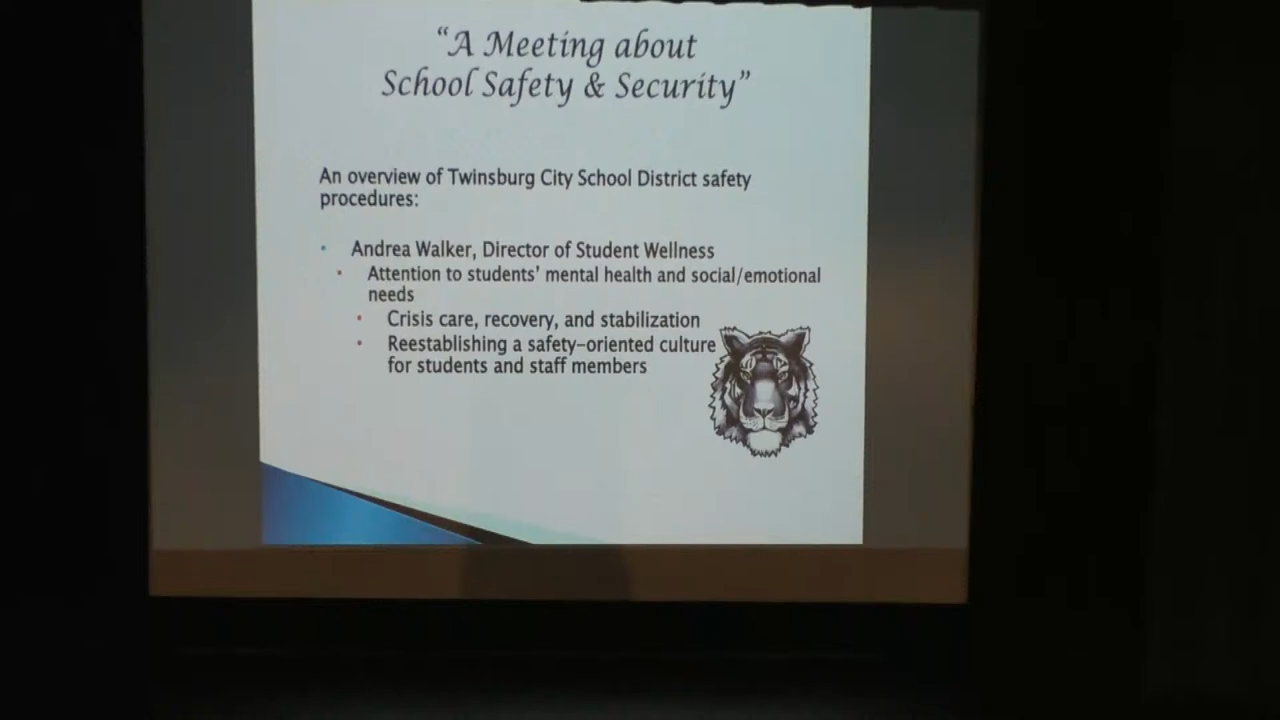 “A Meeting about
School Safety & Security”
An overview of Twinsburg City School District safety
procedures:
• Andrea Walker, Director of Student Wellness
• Attention to students’ mental health and social/emotional
needs
• Crisis care, recovery, and stabilization
• Reestablishing a safety-oriented culture
for students and staff members